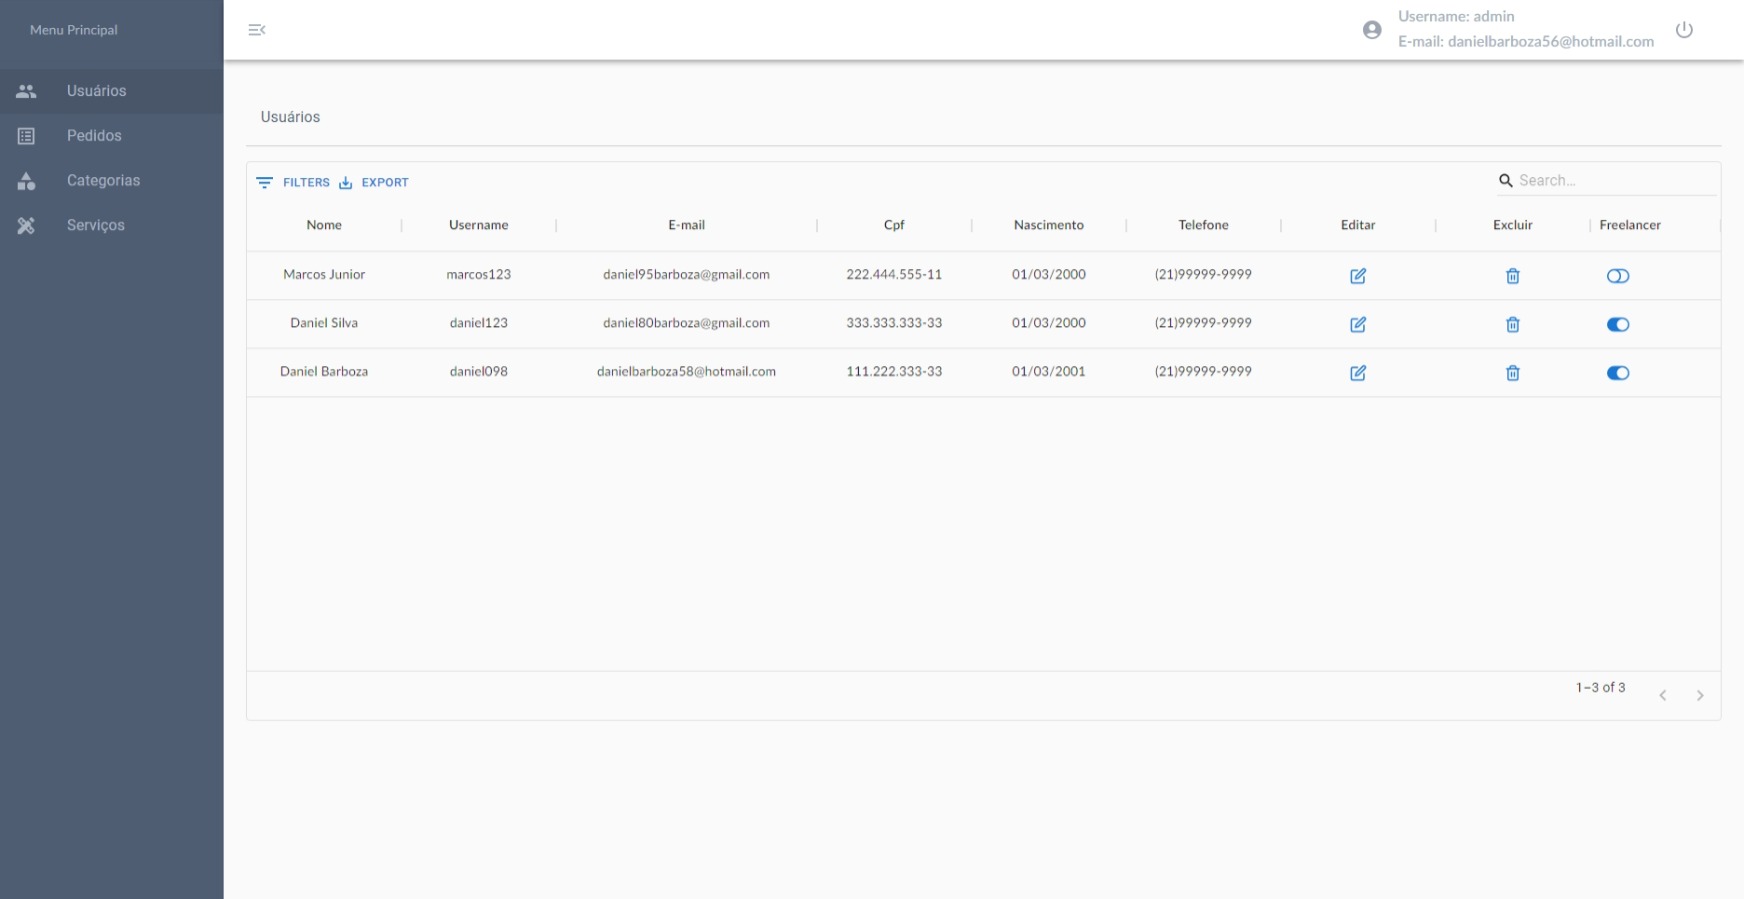 Menu Principal
Username: admin
E-mail: danielbarboza56@hotmail.com
Usuários
Pedidos
Categorias
Serviços
Usuários
FILTERS EXPORT Search…
Nome Username E-mail Cpf Nascimento Telefone Editar Excluir Freelancer
Marcos Junior marcos123 daniel95barboza@gmail.com 222.444.555-11 01/03/2000 (21)99999-9999
Daniel Silva daniel123 daniel80barboza@gmail.com 333.333.333-33 01/03/2000 (21)99999-9999
Daniel Barboza daniel098 danielbarboza58@hotmail.com 111.222.333-33 01/03/2001 (21)99999-9999
1–3 of 3